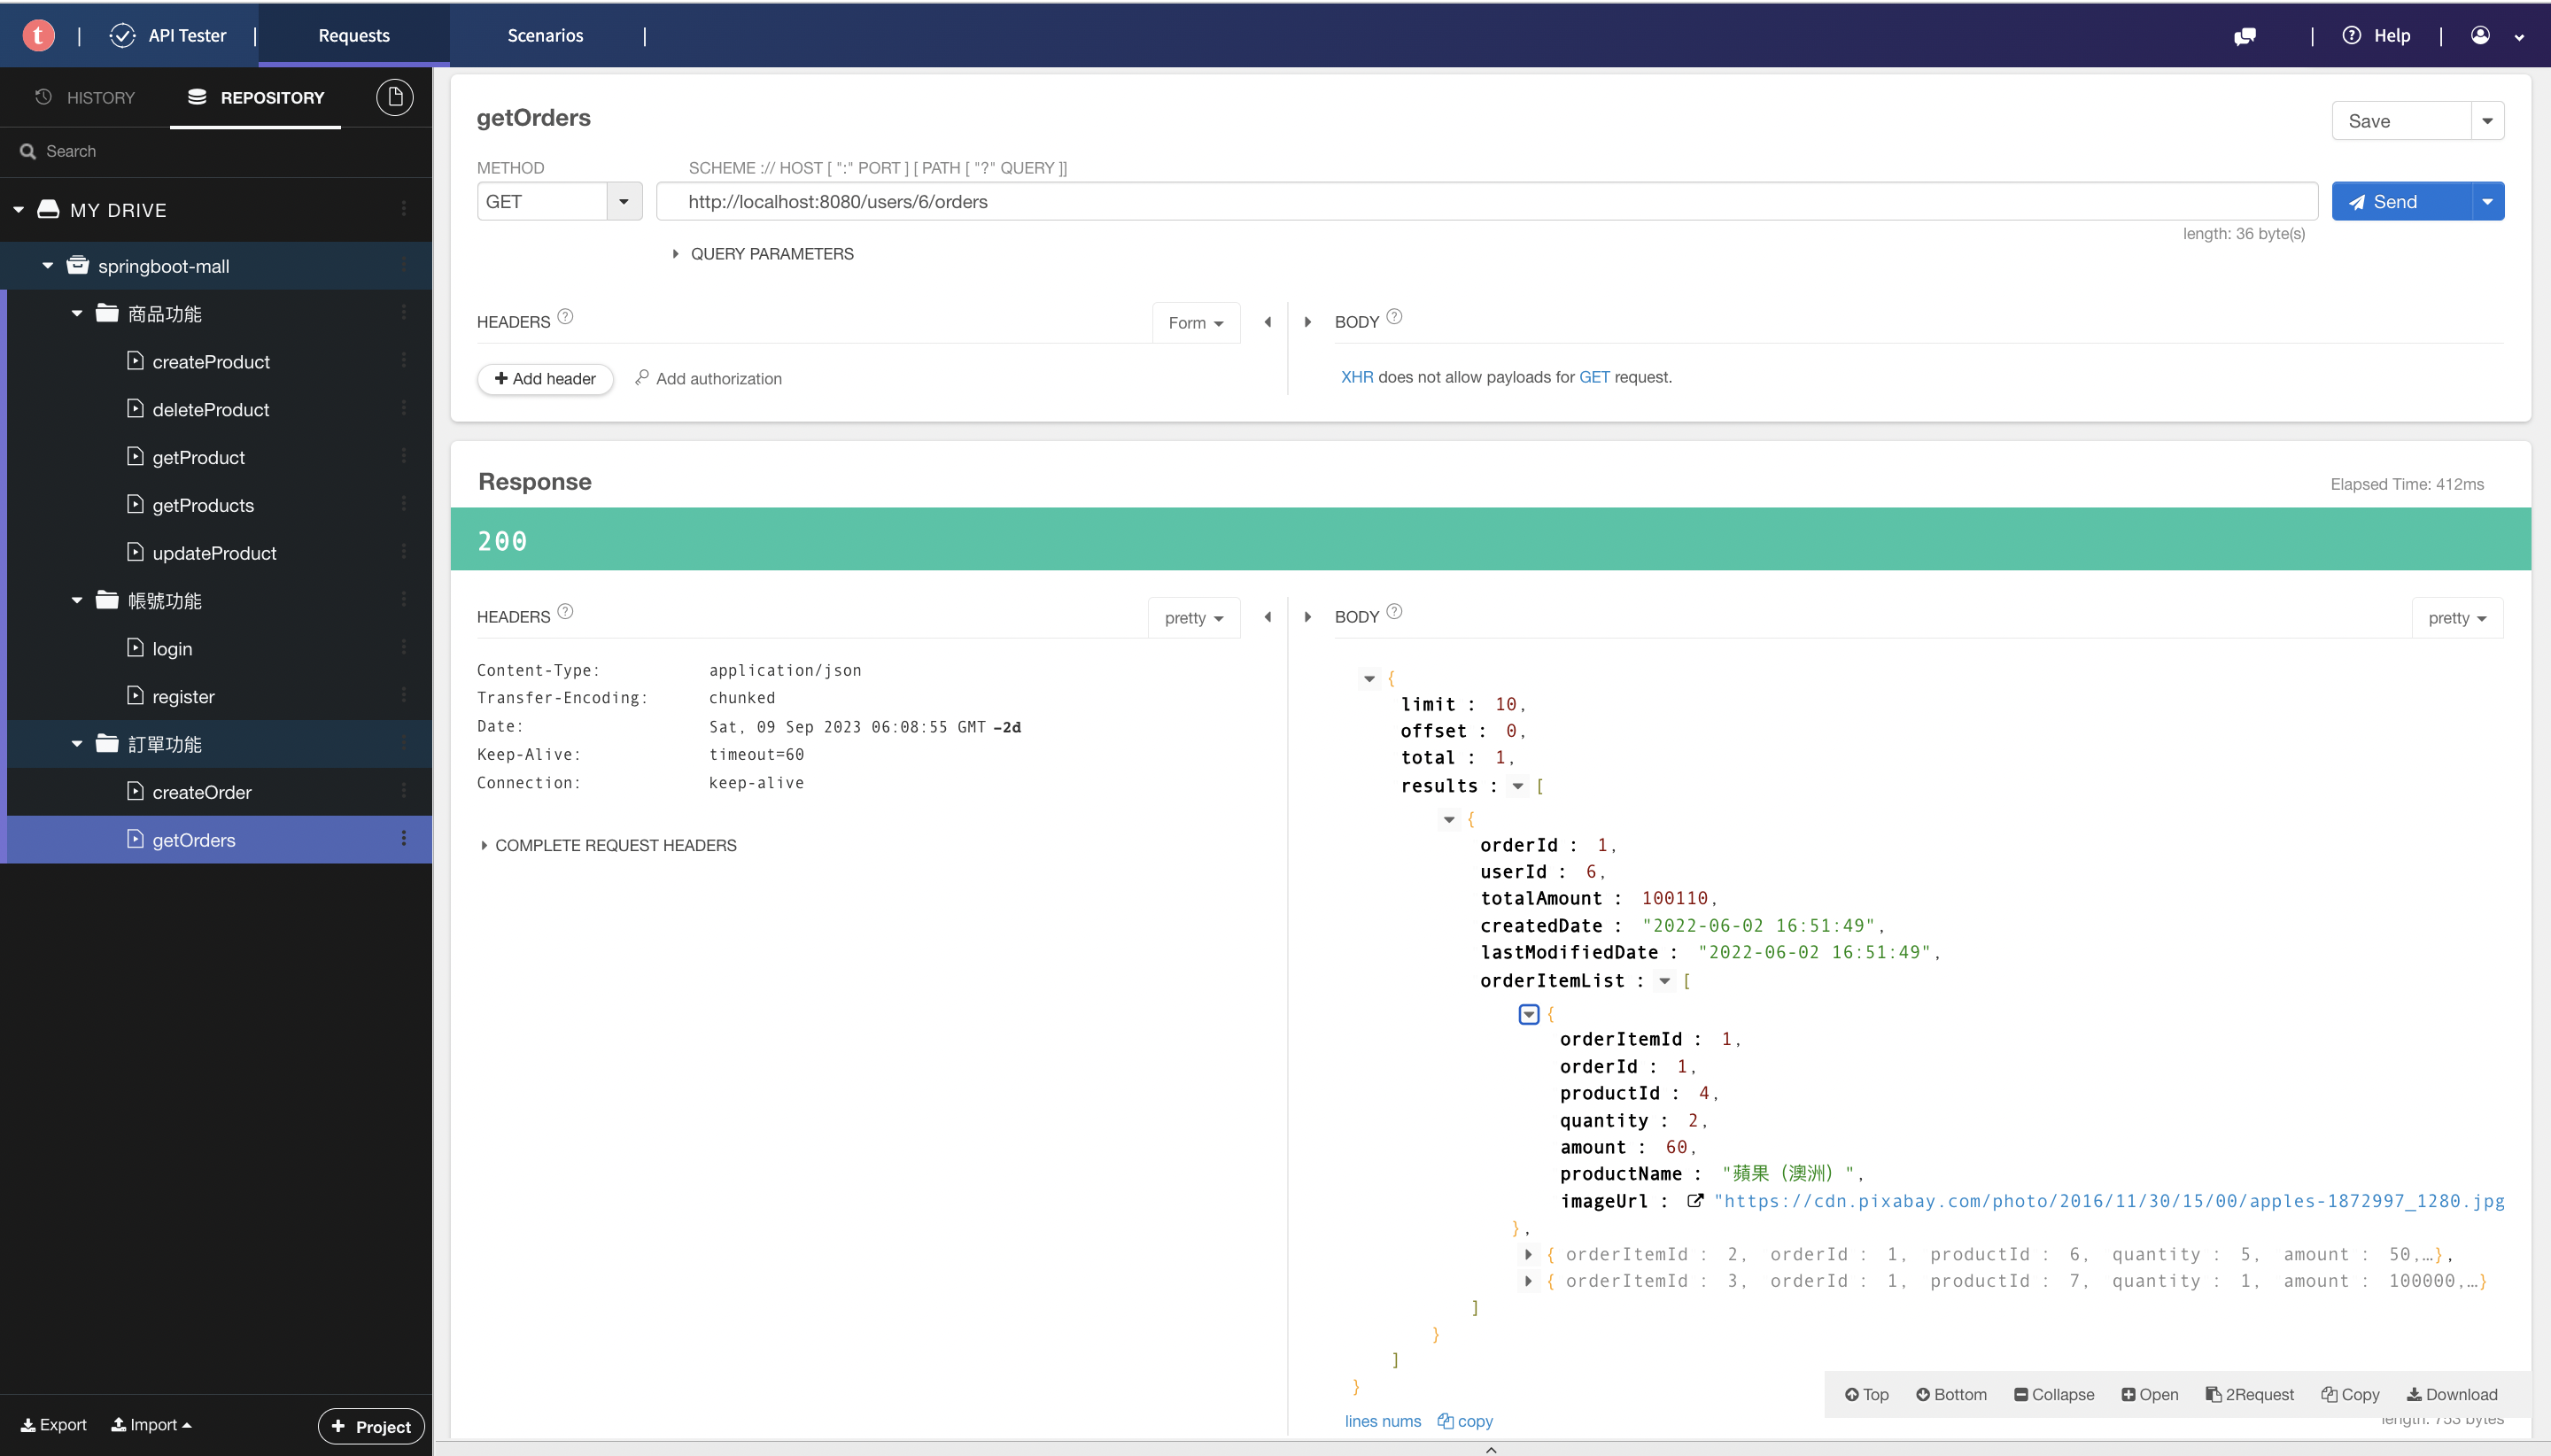 t | API Tester | Requests Scenarios | | Help |
HISTORY REPOSITORY
Search
MY DRIVE
springboot-mall
商品功能
createProduct
deleteProduct
getProduct
getProducts
updateProduct
帳號功能
login
register
訂單功能
createOrder
getOrders
Export Import + Project
getOrders
Save
METHOD SCHEME :// HOST [ ":" PORT ] [ PATH [ "?" QUERY ]]
GET http://localhost:8080/users/6/orders Send
length: 36 byte(s)
QUERY PARAMETERS
HEADERS ? Form
+ Add header Add authorization
BODY ?
XHR does not allow payloads for GET request.
Response Elapsed Time: 412ms
200
HEADERS ? pretty
Content-Type: application/json
Transfer-Encoding: chunked
Date: Sat, 09 Sep 2023 06:08:55 GMT -2d
Keep-Alive: timeout=60
Connection: keep-alive
COMPLETE REQUEST HEADERS
BODY ? pretty
{
limit : 10,
offset : 0,
total : 1,
results : [
{
orderId : 1,
userId : 6,
totalAmount : 100110,
createdDate : "2022-06-02 16:51:49",
lastModifiedDate : "2022-06-02 16:51:49",
orderItemList : [
{
orderItemId : 1,
orderId : 1,
productId : 4,
quantity : 2,
amount : 60,
productName : "蘋果（澳洲）",
imageUrl : "https://cdn.pixabay.com/photo/2016/11/30/15/00/apples-1872997_1280.jpg
},
{ orderItemId : 2, orderId : 1, productId : 6, quantity : 5, amount : 50,…},
{ orderItemId : 3, orderId : 1, productId : 7, quantity : 1, amount : 100000,…}
]
}
]
}
Top Bottom Collapse Open 2Request Copy Download
lines nums copy
length: 753 bytes